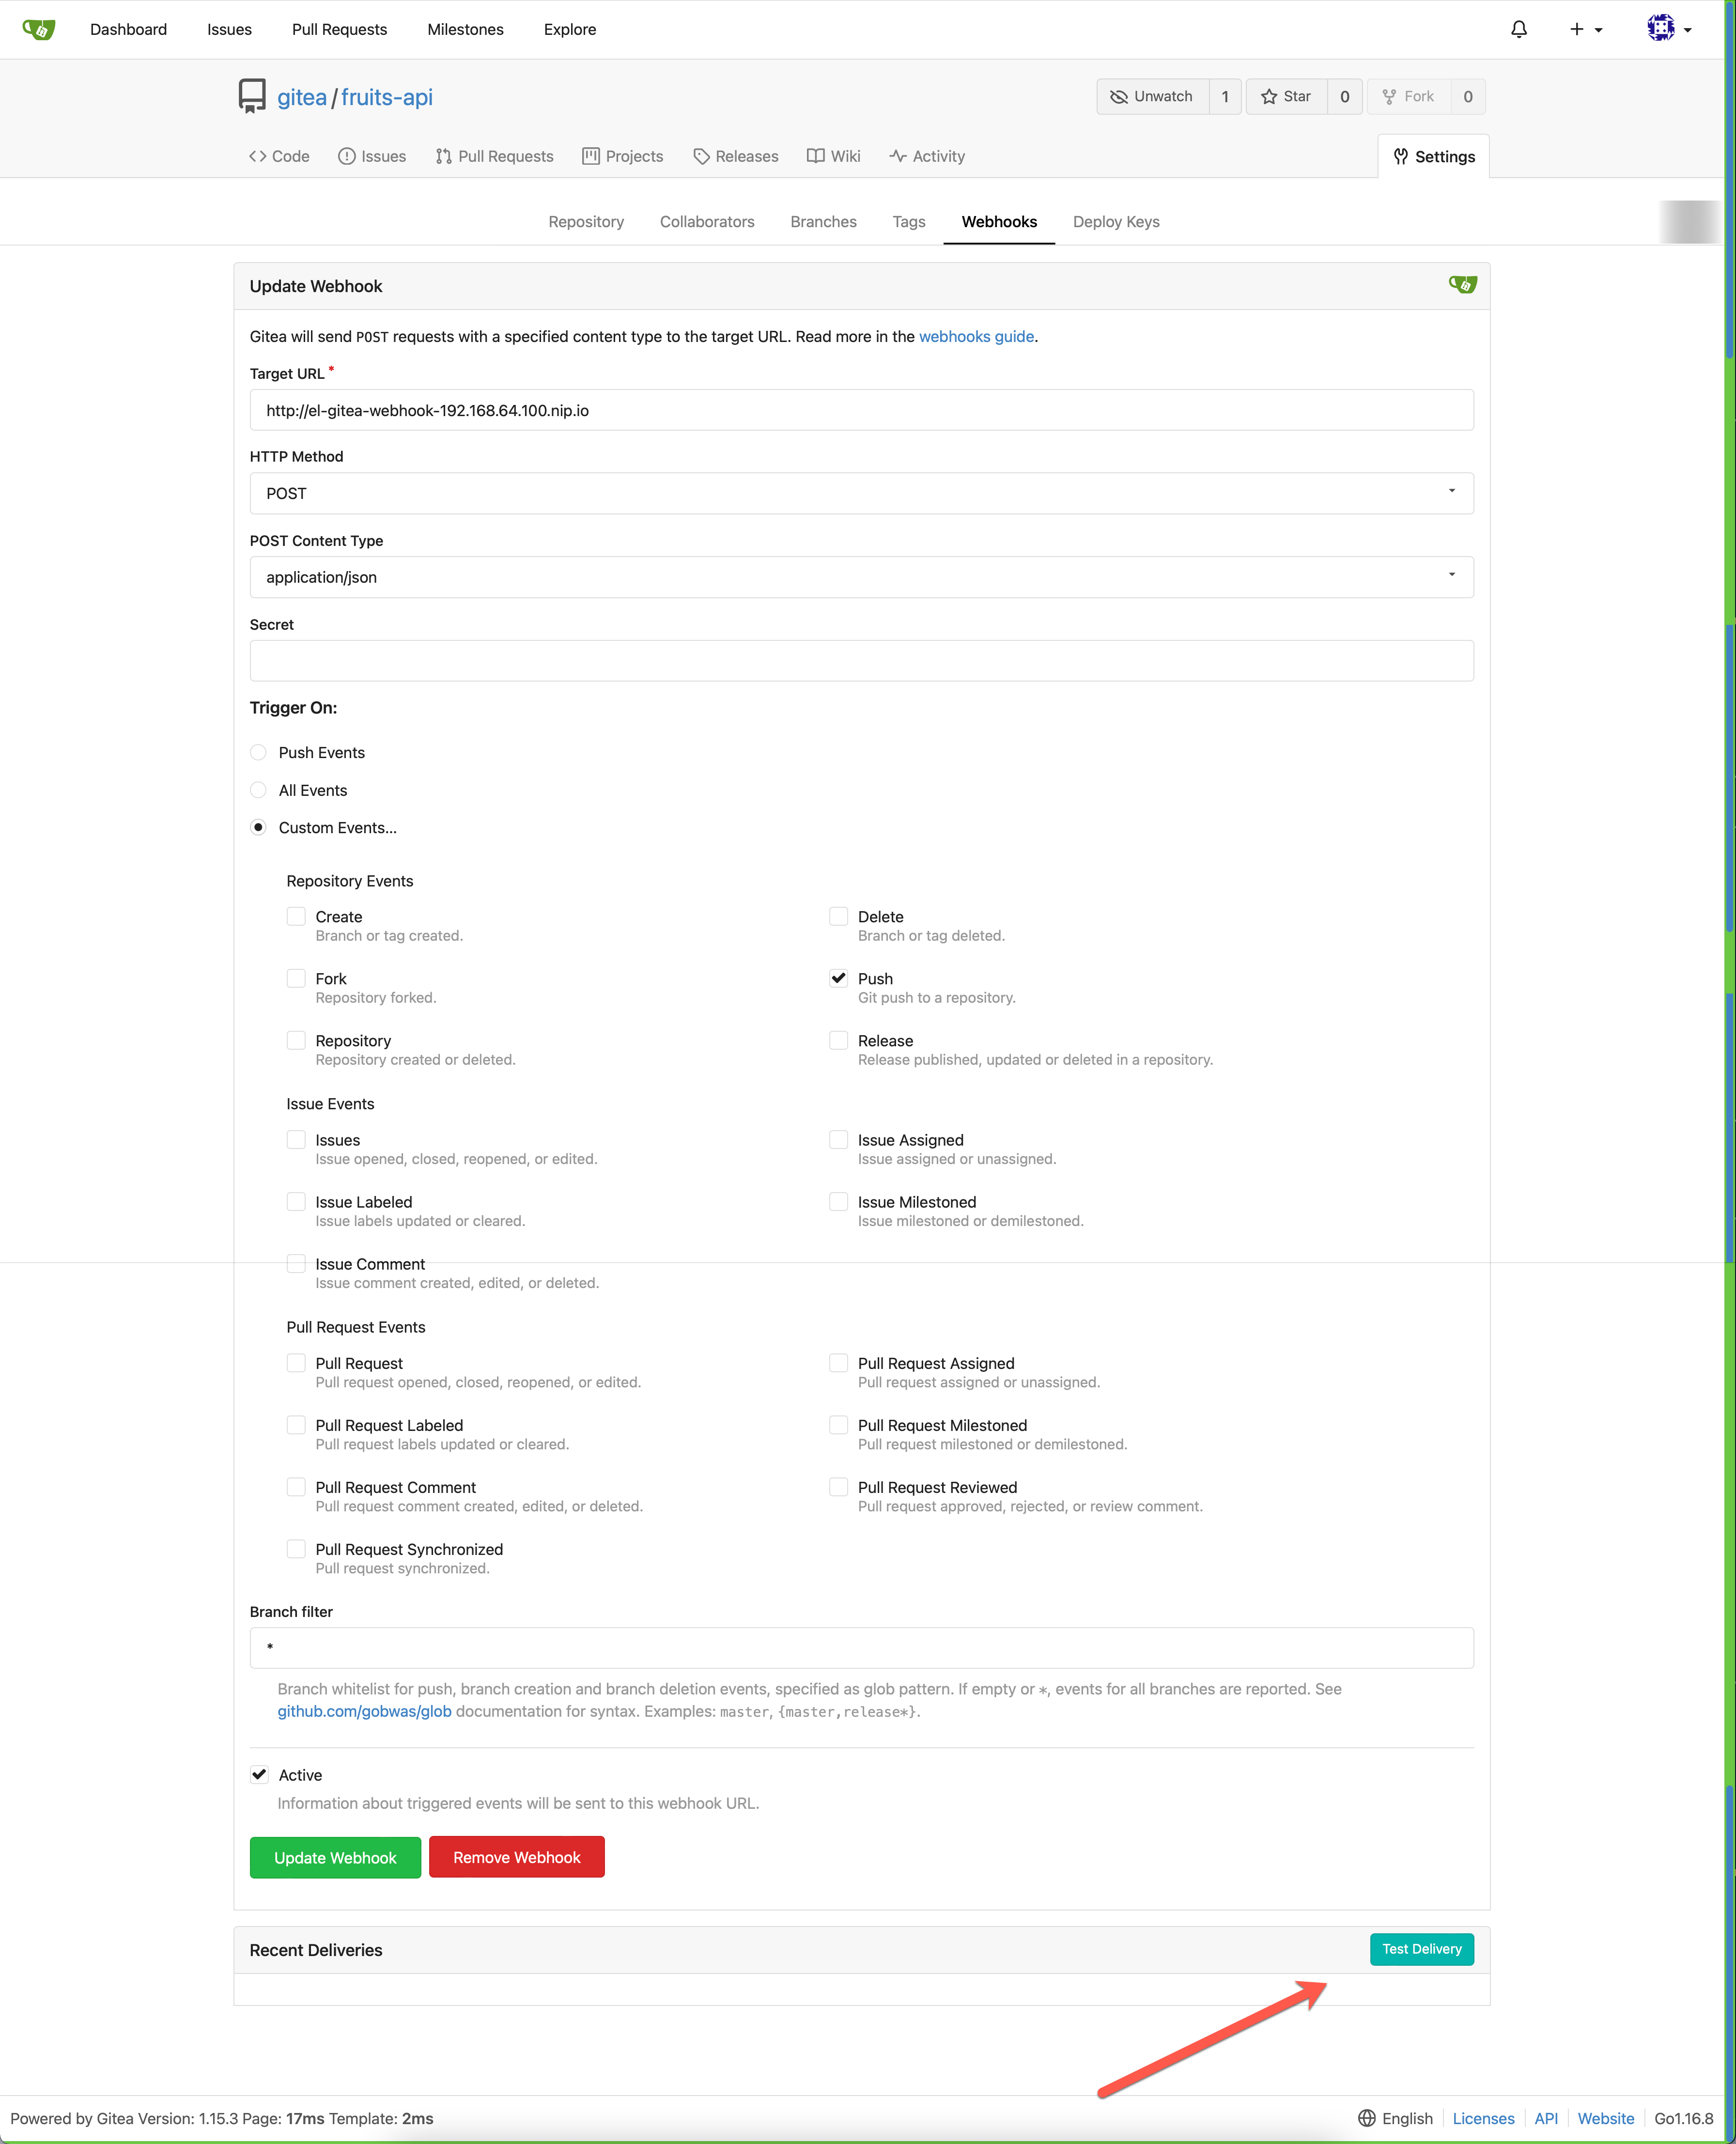 Dashboard Issues Pull Requests Milestones Explore
gitea / fruits-api Unwatch 1 Star 0 Fork 0
Code Issues Pull Requests Projects Releases Wiki Activity Settings
Repository Collaborators Branches Tags Webhooks Deploy Keys
Update Webhook
Gitea will send POST requests with a specified content type to the target URL. Read more in the webhooks guide.
Target URL *
http://el-gitea-webhook-192.168.64.100.nip.io
HTTP Method
POST
POST Content Type
application/json
Secret
Trigger On:
Push Events
All Events
Custom Events...
Repository Events
Create
Branch or tag created.
Delete
Branch or tag deleted.
Fork
Repository forked.
Push
Git push to a repository.
Repository
Repository created or deleted.
Release
Release published, updated or deleted in a repository.
Issue Events
Issues
Issue opened, closed, reopened, or edited.
Issue Assigned
Issue assigned or unassigned.
Issue Labeled
Issue labels updated or cleared.
Issue Milestoned
Issue milestoned or demilestoned.
Issue Comment
Issue comment created, edited, or deleted.
Pull Request Events
Pull Request
Pull request opened, closed, reopened, or edited.
Pull Request Assigned
Pull request assigned or unassigned.
Pull Request Labeled
Pull request labels updated or cleared.
Pull Request Milestoned
Pull request milestoned or demilestoned.
Pull Request Comment
Pull request comment created, edited, or deleted.
Pull Request Reviewed
Pull request approved, rejected, or review comment.
Pull Request Synchronized
Pull request synchronized.
Branch filter
*
Branch whitelist for push, branch creation and branch deletion events, specified as glob pattern. If empty or *, events for all branches are reported. See
github.com/gobwas/glob documentation for syntax. Examples: master, {master,release*}.
Active
Information about triggered events will be sent to this webhook URL.
Update Webhook Remove Webhook
Recent Deliveries Test Delivery
Powered by Gitea Version: 1.15.3 Page: 17ms Template: 2ms English Licenses API Website Go1.16.8